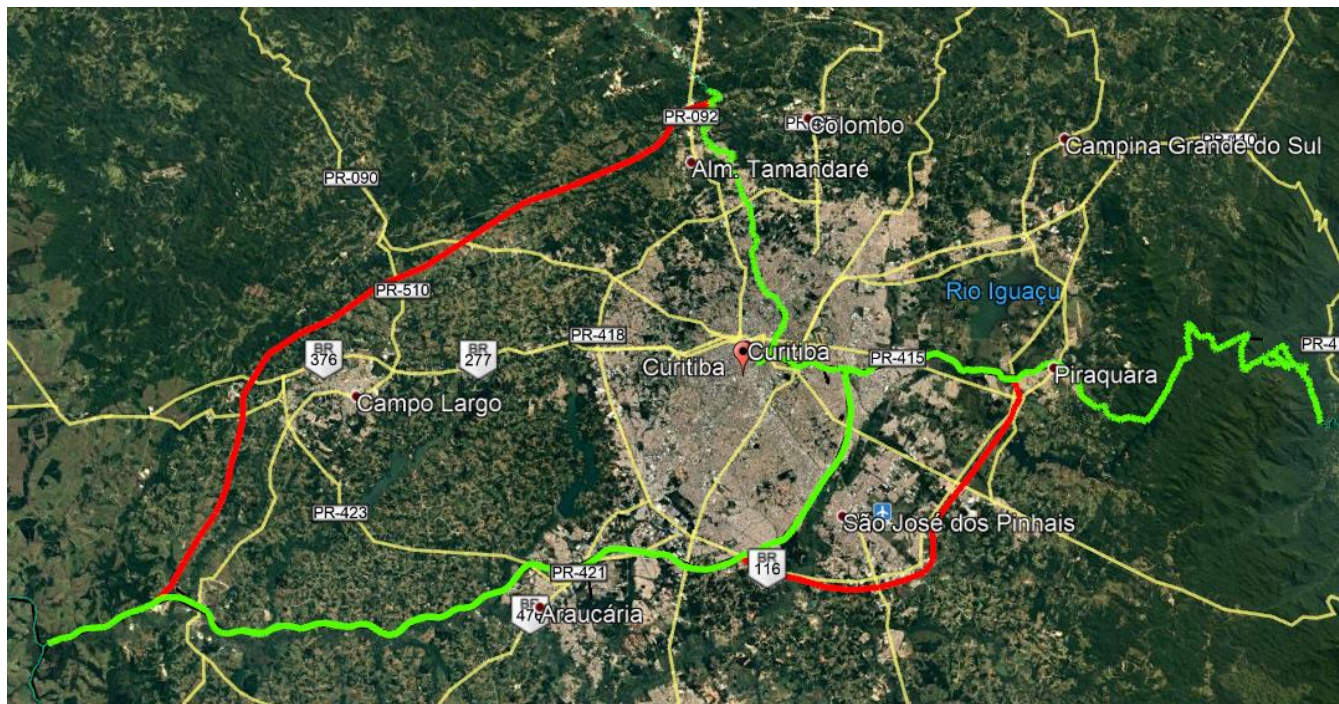 PR-092
Colombo
Campina Grande do Sul
Alm. Tamandaré
PR-090
PR-510
Rio Iguaçu
PR-418
BR
376
BR
277
Curitiba
Curitiba
PR-415
Piraquara
Campo Largo
PR-423
São José dos Pinhais
BR
116
PR-421
Araucária